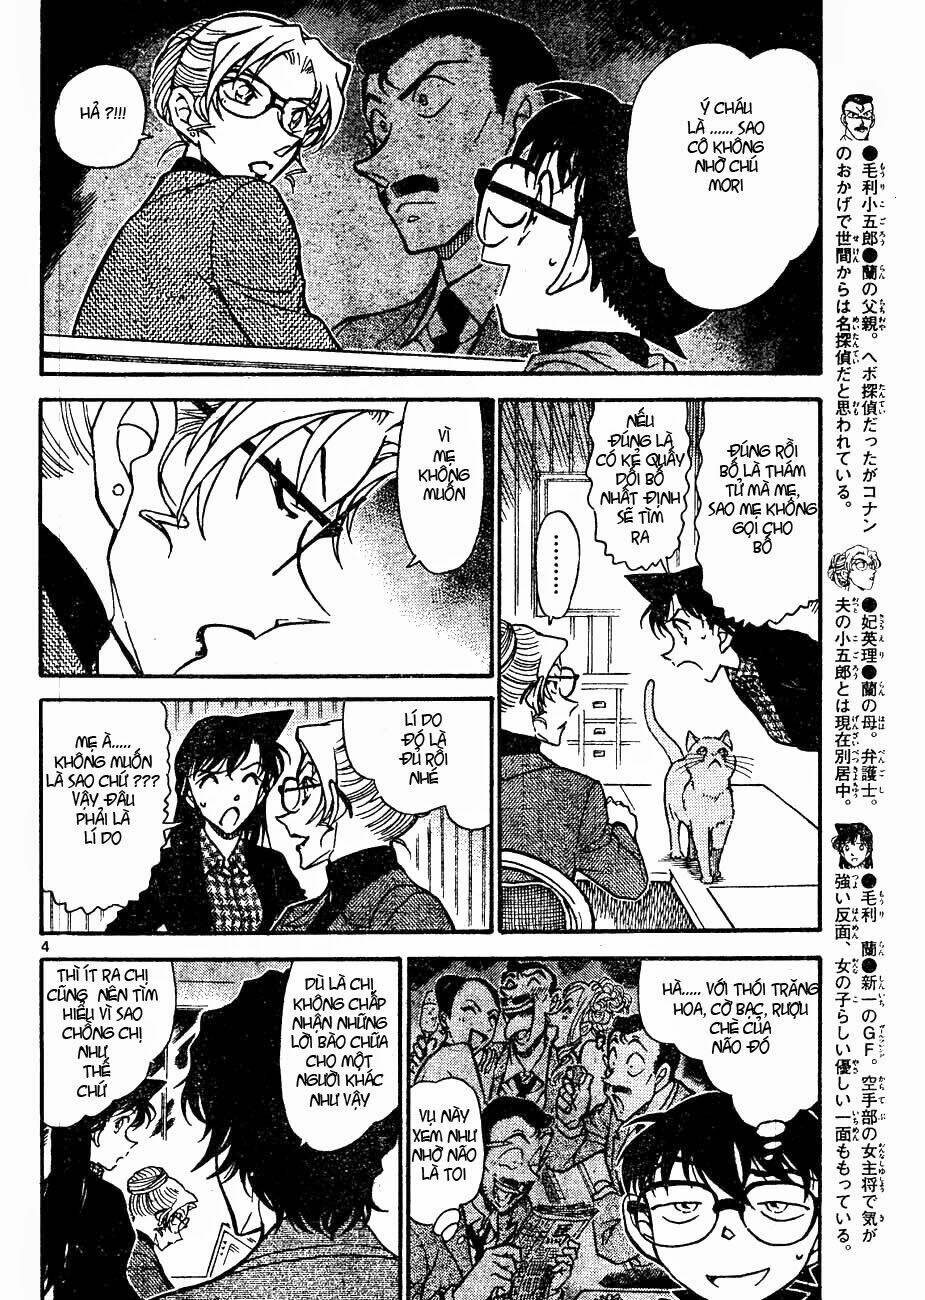 Ý CHÁU
LÀ ...... SAO
CÔ KHÔNG
NHỜ CHÚ
MORI
HẢ ?!!!
ĐÚNG RỒI
BỐ LÀ THÁM
TỬ MÀ MẸ,
SAO MẸ KHÔNG
GỌI CHO
BỐ
NẾU
ĐÚNG LÀ
CÓ KẺ QUẤY
DỐI BỐ
NHẤT ĐỊNH
SẼ TÌM
RA
.........
VÌ
MẸ
KHÔNG
MUỐN
LÍ DO
ĐÓ LÀ
ĐỦ RỒI
NHÉ
MẸ À.....
KHÔNG MUỐN
LÀ SAO CHỨ ???
VẬY ĐÂU
PHẢI LÀ
LÍ DO
4
HÀ..... VỚI THÓI TRĂNG
HOA, CỜ BẠC, RƯỢU
CHÈ CỦA
NÃO ĐÓ
VỤ NÀY
XEM NHƯ
NHỜ NÃO
LÀ TOI
DÙ LÀ CHỊ
KHÔNG CHẤP
NHẬN NHỮNG
LỜI BÀO CHỮA
CHO MỘT
NGƯỜI KHÁC
NHƯ VẬY
THÌ ÍT RA CHỊ
CŨNG NÊN TÌM
HIỂU VÌ SAO
CHỒNG CHỊ
NHƯ
THẾ
CHỨ
●毛利小五郎●蘭の父親。ヘボ探偵だったがコナン
のおかげで世間からは名探偵だと思われている。
●妃英理●蘭の母。弁護士。
夫の小五郎とは現在別居中。
●毛利 蘭●新一のGF。空手部の女主将で気が
強い反面、女の子らしい優しい一面ももっている。